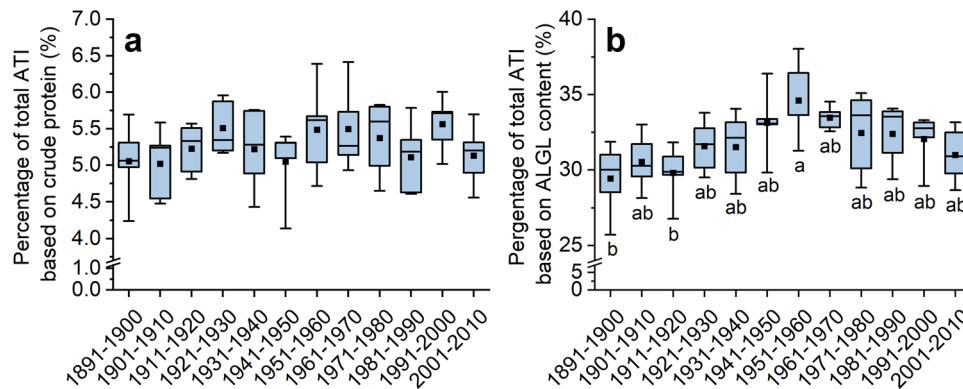 a
Percentage of total ATI
based on crude protein (%)
7.0
6.5
6.0
5.5
5.0
4.5
4.0
1.0
0.0
1891-1900
1901-1910
1911-1920
1921-1930
1931-1940
1941-1950
1951-1960
1961-1970
1971-1980
1981-1990
1991-2000
2001-2010
b
Pergentage of total ATI
based on ALGL content (%)
40
35
30
25
5
0
b
ab
b
ab
ab
ab
a
ab
ab
ab
ab
ab
1891-1900
1901-1910
1911-1920
1921-1930
1931-1940
1941-1950
1951-1960
1961-1970
1971-1980
1981-1990
1991-2000
2001-2010